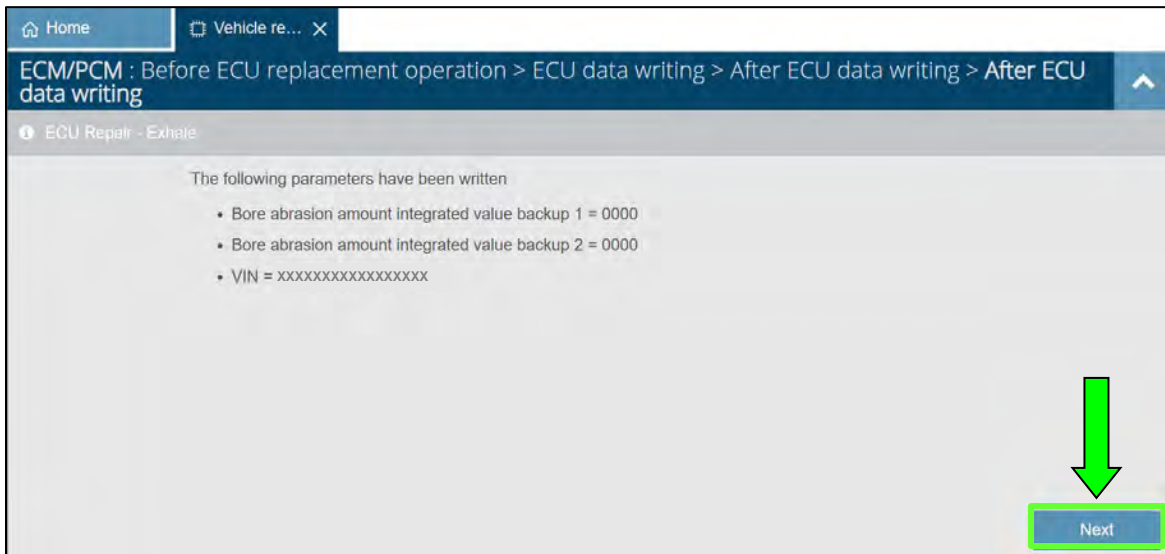 Home
Vehicle re...
ECM/PCM : Before ECU replacement operation > ECU data writing > After ECU data writing > After ECU
data writing
ECU Repair - Exhale
The following parameters have been written
• Bore abrasion amount integrated value backup 1 = 0000
• Bore abrasion amount integrated value backup 2 = 0000
• VIN = xxxxxxxxxxxxxxxxx
Next